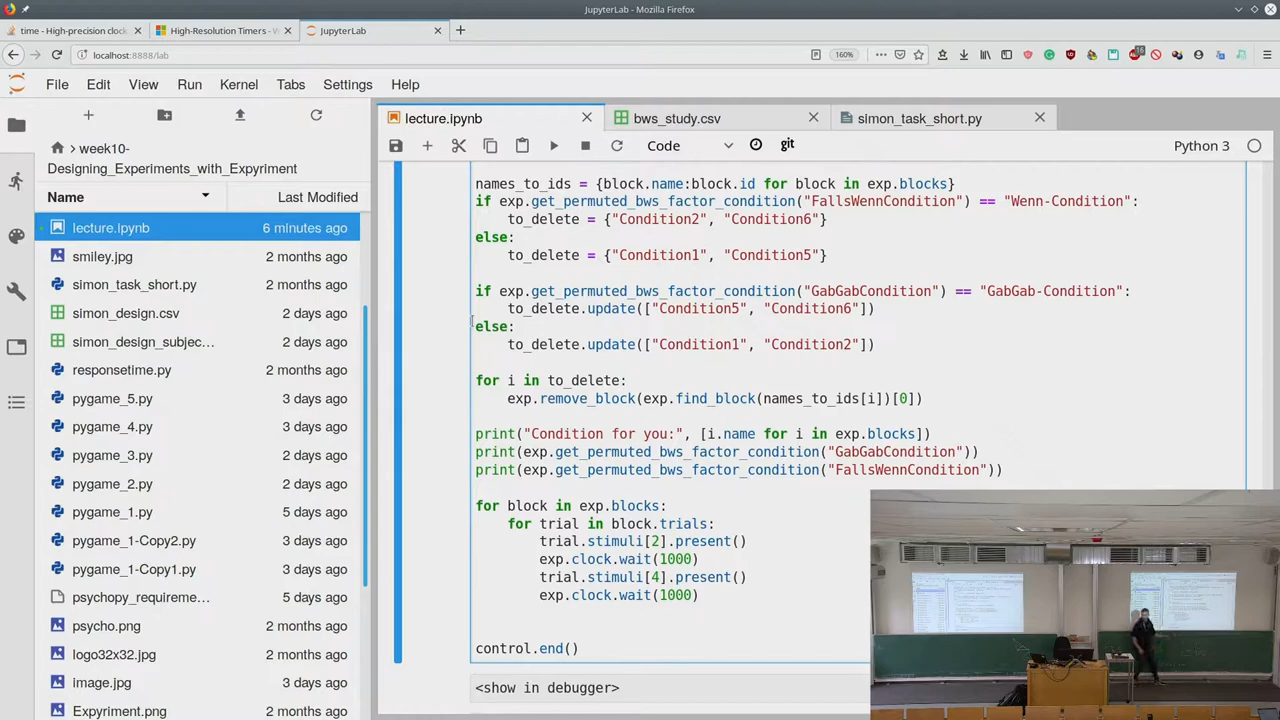 JupyterLab - Mozilla Firefox
time - High-precision clock
High-Resolution Timers - W
JupyterLab
localhost:8888/lab
160%
16
File Edit View Run Kernel Tabs Settings Help
lecture.ipynb
bws_study.csv
simon_task_short.py
Code
git
Python 3
week10-
Designing_Experiments_with_Expyriment
Name
Last Modified
lecture.ipynb 6 minutes ago
smiley.jpg 2 months ago
simon_task_short.py 2 months ago
simon_design.csv 2 days ago
simon_design_subjec... 2 days ago
responsetime.py 2 months ago
pygame_5.py 3 days ago
pygame_4.py 3 days ago
pygame_3.py 2 days ago
pygame_2.py 2 days ago
pygame_1.py 5 days ago
pygame_1-Copy2.py 3 days ago
pygame_1-Copy1.py 3 days ago
psychopy_requireme... 5 days ago
psycho.png 2 months ago
logo32x32.jpg 2 months ago
image.jpg 3 days ago
Expyriment.png 2 months ago
names_to_ids = {block.name:block.id for block in exp.blocks}
if exp.get_permuted_bws_factor_condition("FallsWennCondition") == "Wenn-Condition":
to_delete = {"Condition2", "Condition6"}
else:
to_delete = {"Condition1", "Condition5"}
if exp.get_permuted_bws_factor_condition("GabGabCondition") == "GabGab-Condition":
to_delete.update(["Condition5", "Condition6"])
else:
to_delete.update(["Condition1", "Condition2"])
for i in to_delete:
exp.remove_block(exp.find_block(names_to_ids[i])[0])
print("Condition for you:", [i.name for i in exp.blocks])
print(exp.get_permuted_bws_factor_condition("GabGabCondition"))
print(exp.get_permuted_bws_factor_condition("FallsWennCondition"))
for block in exp.blocks:
for trial in block.trials:
trial.stimuli[2].present()
exp.clock.wait(1000)
trial.stimuli[4].present()
exp.clock.wait(1000)
control.end()
<show in debugger>